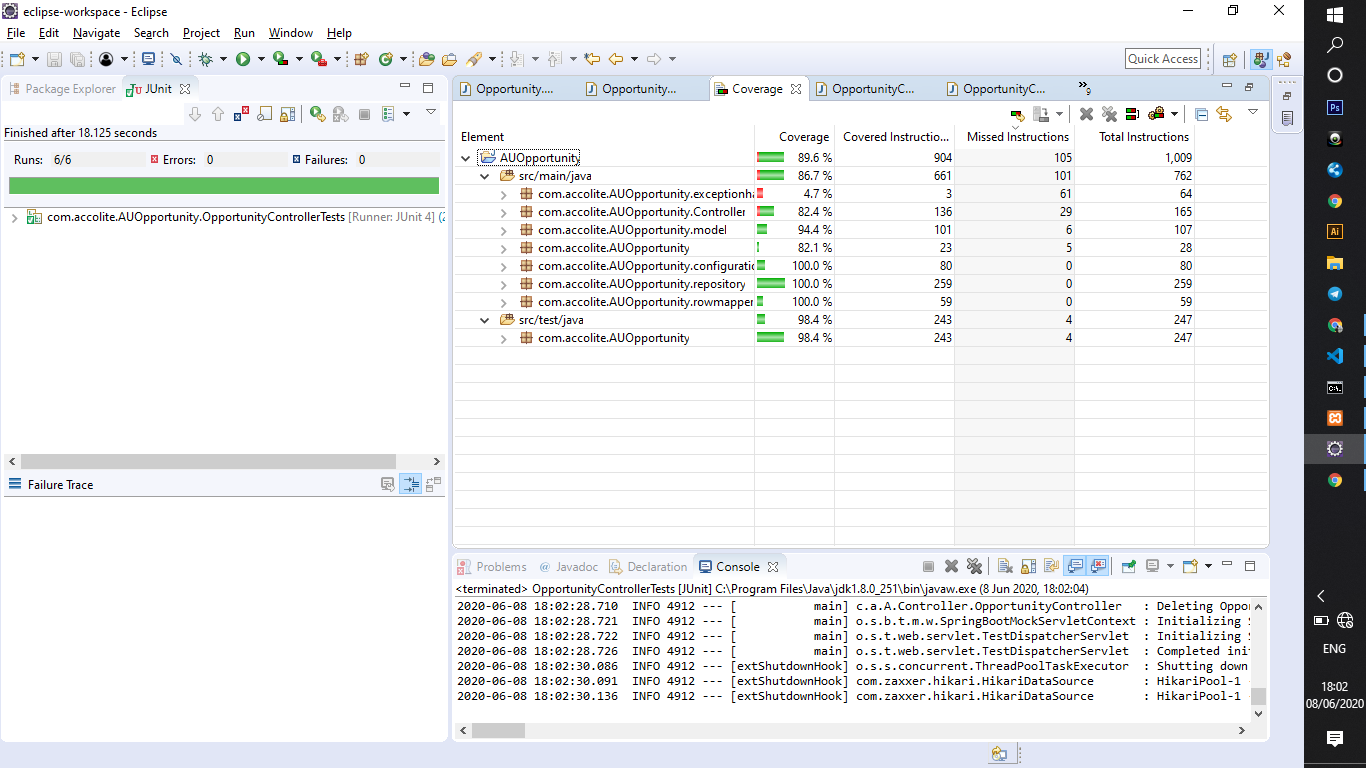 eclipse-workspace - Eclipse
File Edit Navigate Search Project Run Window Help
Quick Access
Package Explorer JUnit
Finished after 18.125 seconds
Runs: 6/6 Errors: 0 Failures: 0
com.accolite.AUOpportunity.OpportunityControllerTests [Runner: JUnit 4] (2
Failure Trace
Opportunity.... Opportunity... Coverage OpportunityC... OpportunityC... 9
Element Coverage Covered Instructio... Missed Instructions Total Instructions
AUOpportunity 89.6 % 904 105 1,009
src/main/java 86.7 % 661 101 762
com.accolite.AUOpportunity.exceptionha 4.7 % 3 61 64
com.accolite.AUOpportunity.Controller 82.4 % 136 29 165
com.accolite.AUOpportunity.model 94.4 % 101 6 107
com.accolite.AUOpportunity 82.1 % 23 5 28
com.accolite.AUOpportunity.configuratio 100.0 % 80 0 80
com.accolite.AUOpportunity.repository 100.0 % 259 0 259
com.accolite.AUOpportunity.rowmapper 100.0 % 59 0 59
src/test/java 98.4 % 243 4 247
com.accolite.AUOpportunity 98.4 % 243 4 247
Problems Javadoc Declaration Console
<terminated> OpportunityControllerTests [JUnit] C:\Program Files\Java\jdk1.8.0_251\bin\javaw.exe (8 Jun 2020, 18:02:04)
2020-06-08 18:02:28.710 INFO 4912 --- [ main] c.a.A.Controller.OpportunityController : Deleting Oppo
2020-06-08 18:02:28.721 INFO 4912 --- [ main] o.s.b.t.m.w.SpringBootMockServletContext : Initializing S
2020-06-08 18:02:28.722 INFO 4912 --- [ main] o.s.t.web.servlet.TestDispatcherServlet : Initializing S
2020-06-08 18:02:28.726 INFO 4912 --- [ main] o.s.t.web.servlet.TestDispatcherServlet : Completed init
2020-06-08 18:02:30.086 INFO 4912 --- [extShutdownHook] o.s.s.concurrent.ThreadPoolTaskExecutor : Shutting down
2020-06-08 18:02:30.091 INFO 4912 --- [extShutdownHook] com.zaxxer.hikari.HikariDataSource : HikariPool-1
2020-06-08 18:02:30.136 INFO 4912 --- [extShutdownHook] com.zaxxer.hikari.HikariDataSource : HikariPool-1
Ps
Ai
ENG
18:02
08/06/2020